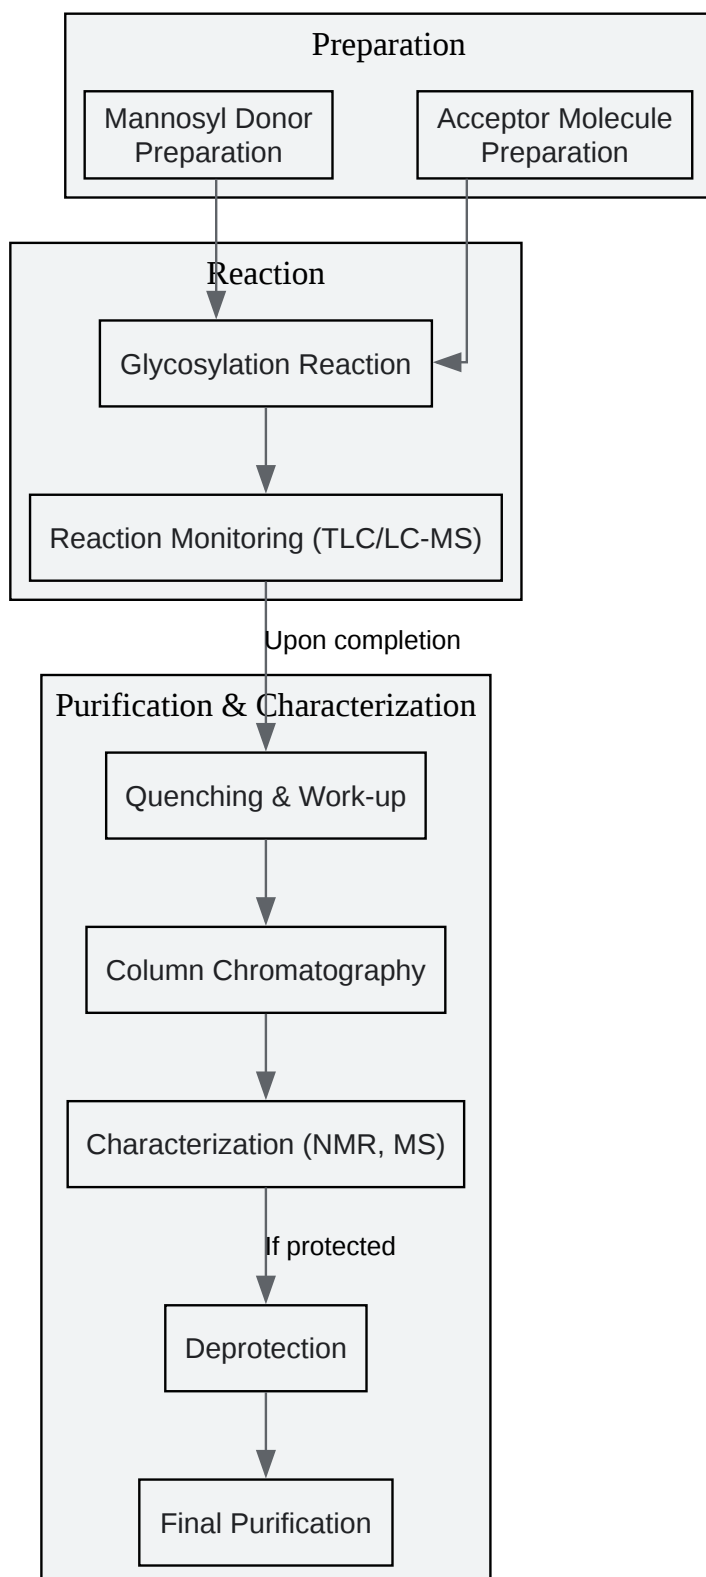 Preparation
Mannosyl Donor
Preparation
Acceptor Molecule
Preparation
Reaction
Glycosylation Reaction
Reaction Monitoring (TLC/LC-MS)
Upon completion
Purification & Characterization
Quenching & Work-up
Column Chromatography
Characterization (NMR, MS)
If protected
Deprotection
Final Purification